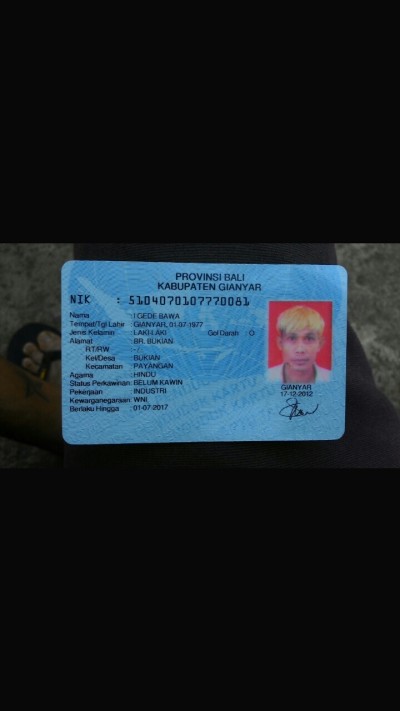 PROVINSI BALI
KABUPATEN GIANYAR
NIK : 5104070107770081
Nama : I GEDE BAWA
Tempat/Tgl Lahir : GIANYAR, 01-07-1977
Jenis Kelamin : LAKI-LAKI Gol Darah : O
Alamat : BR. BUKIAN
RT/RW : - / -
Kel/Desa : BUKIAN
Kecamatan : PAYANGAN
Agama : HINDU
Status Perkawinan : BELUM KAWIN
Pekerjaan : INDUSTRI
Kewarganegaraan : WNI
Berlaku Hingga : 01-07-2017
GIANYAR
17-12-2012